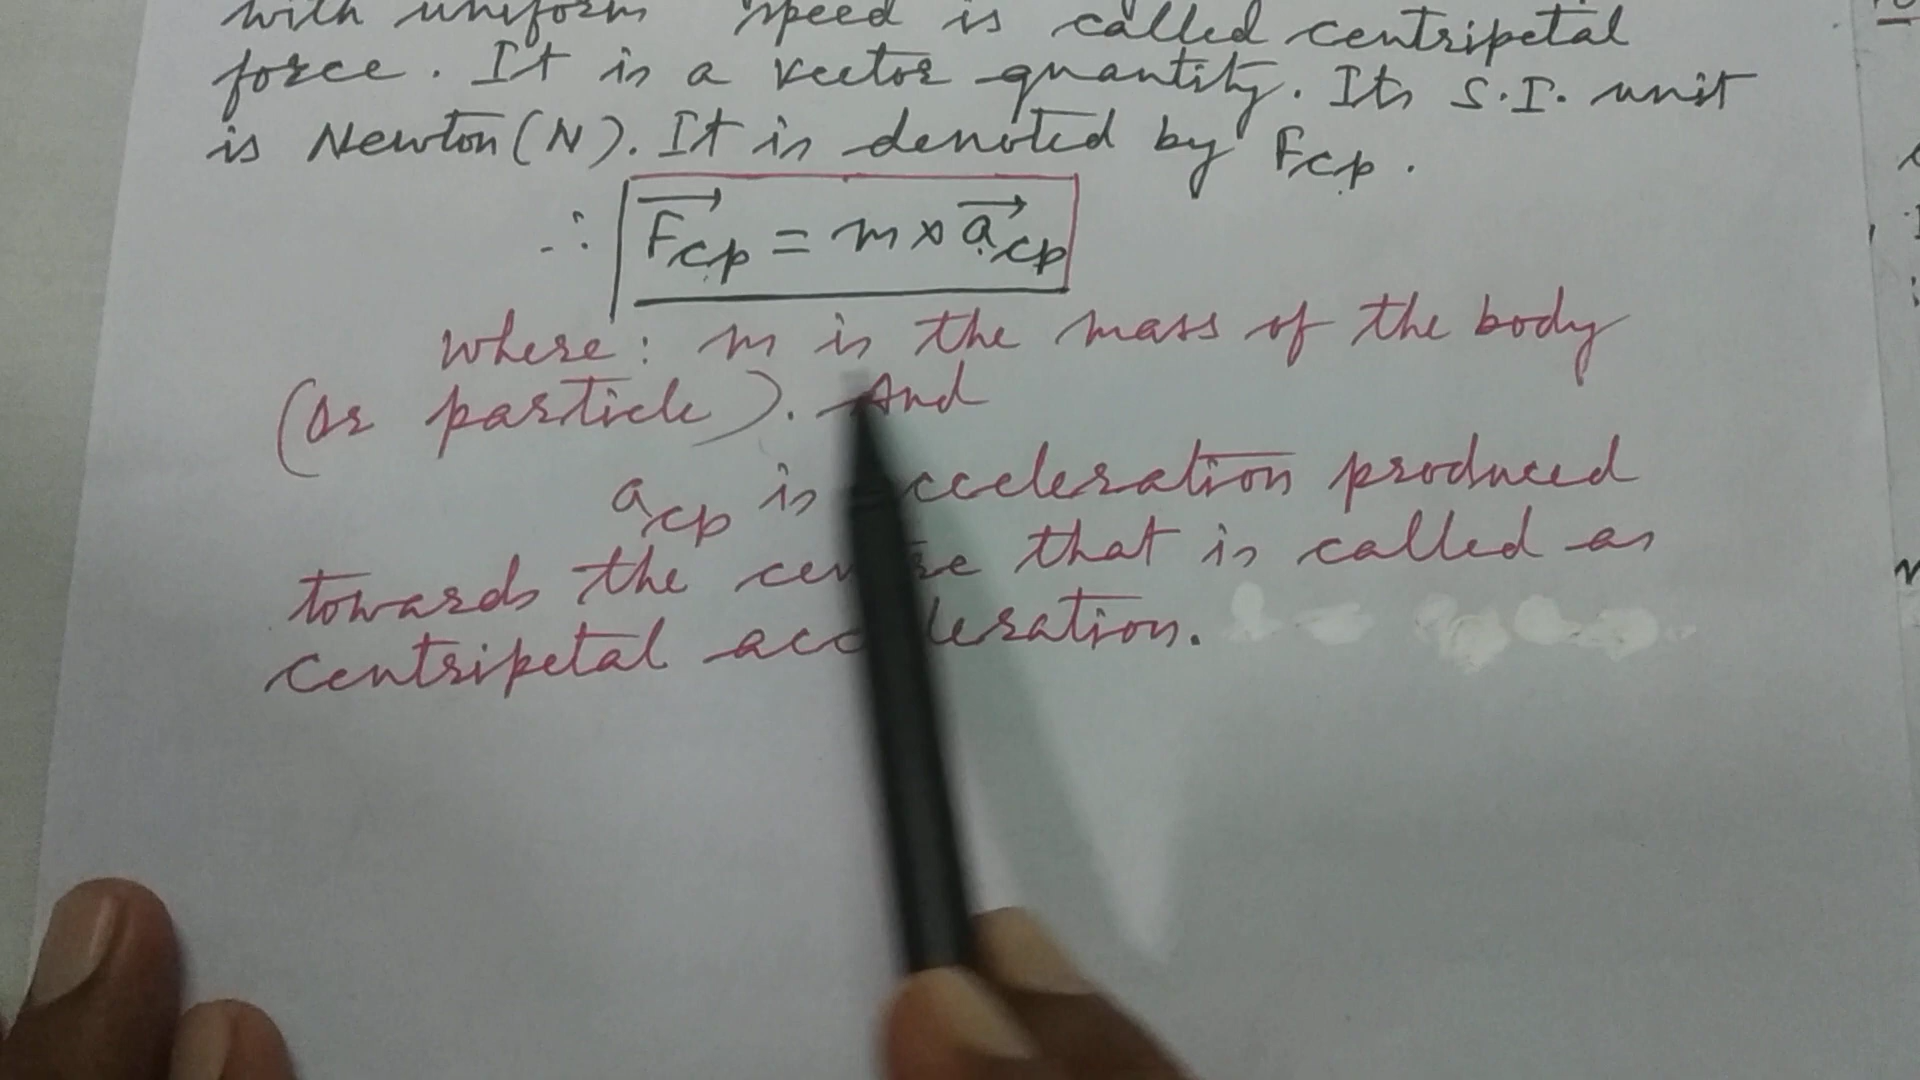 with uniform speed is called centripetal
force. It is a vector quantity. Its S.I. unit
is Newton (N). It is denoted by Fcp.
∴ F⃗cp = m × a⃗cp
where: m is the mass of the body
(or particle). And
acp is acceleration produced
towards the centre that is called as
centripetal acceleration.